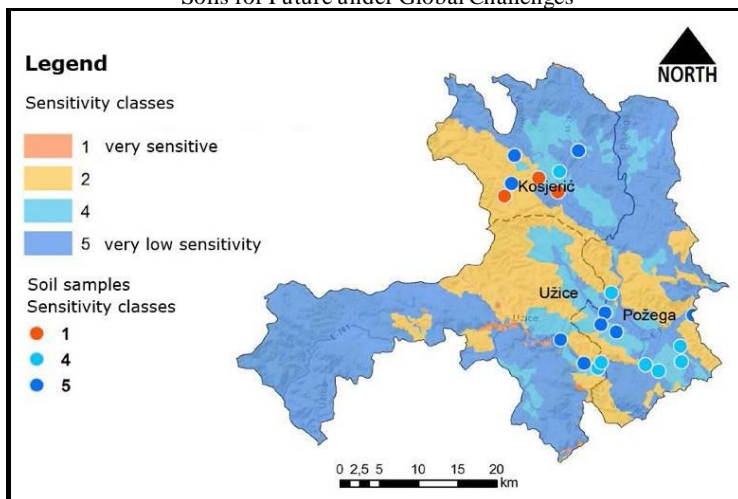 Soils for Future under Global Challenges
Legend
Sensitivity classes
1 very sensitive
2
4
5 very low sensitivity
Soil samples
Sensitivity classes
1
4
5
NORTH
Kosjerić
Užice
Požega
Užice
0 2,5 5 10 15 20
km